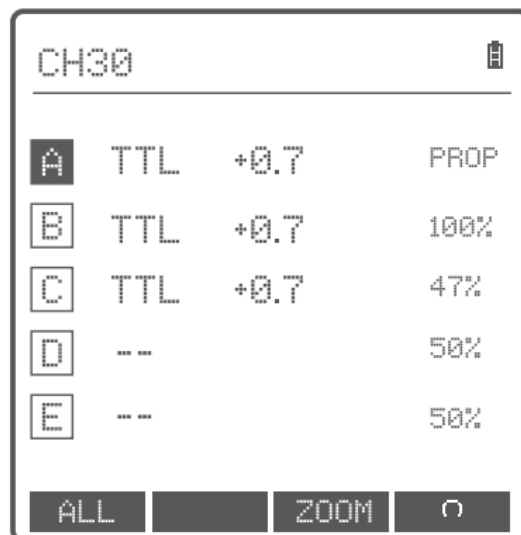 CH30
A TTL +0.7 PROP
B TTL +0.7 100%
C TTL +0.7 47%
D -- 50%
E -- 50%
ALL ZOOM